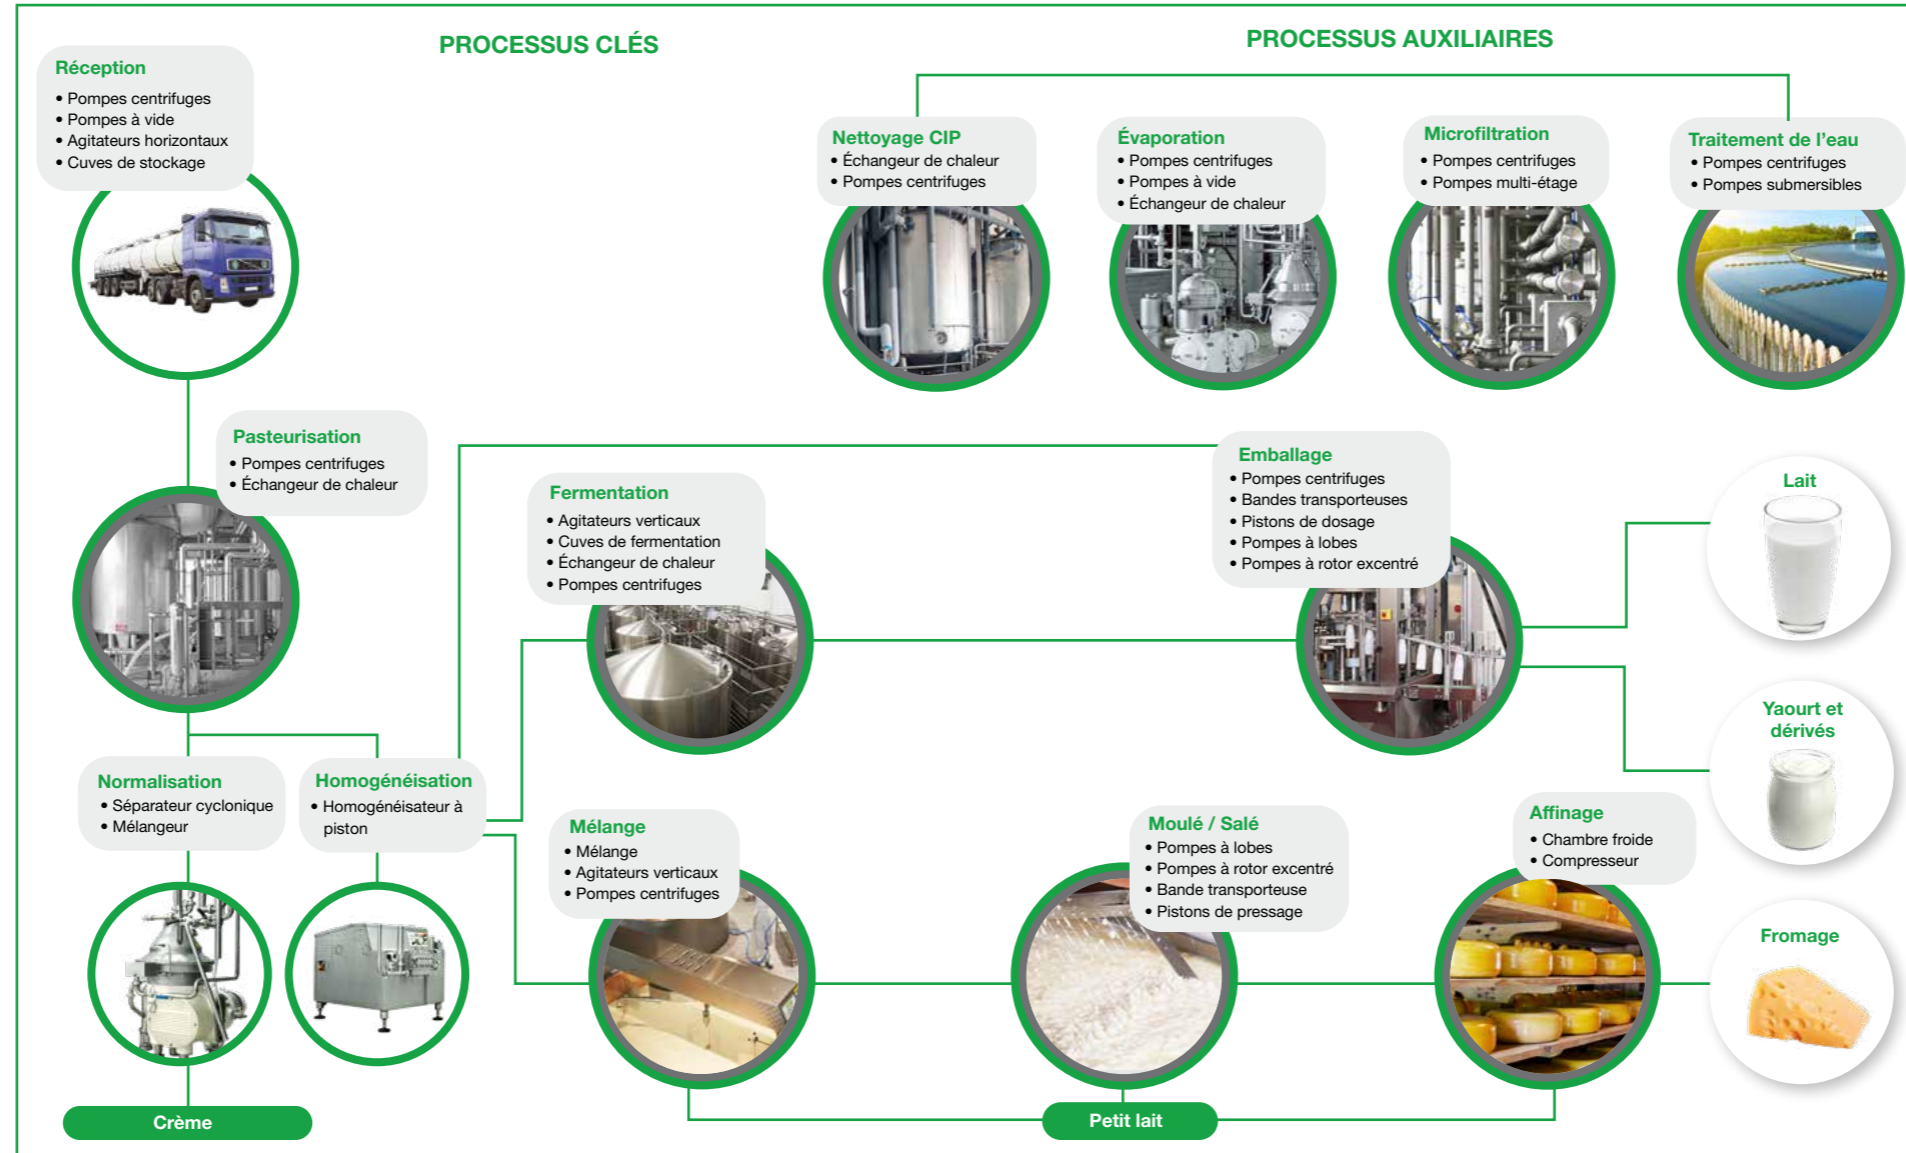 PROCESSUS CLÉS
PROCESSUS AUXILIAIRES
Réception
• Pompes centrifuges
• Pompes à vide
• Agitateurs horizontaux
• Cuves de stockage
Nettoyage CIP
• Échangeur de chaleur
• Pompes centrifuges
Évaporation
• Pompes centrifuges
• Pompes à vide
• Échangeur de chaleur
Microfiltration
• Pompes centrifuges
• Pompes multi-étage
Traitement de l’eau
• Pompes centrifuges
• Pompes submersibles
Pasteurisation
• Pompes centrifuges
• Échangeur de chaleur
Fermentation
• Agitateurs verticaux
• Cuves de fermentation
• Échangeur de chaleur
• Pompes centrifuges
Emballage
• Pompes centrifuges
• Bandes transporteuses
• Pistons de dosage
• Pompes à lobes
• Pompes à rotor excentré
Lait
Yaourt et
dérivés
Normalisation
• Séparateur cyclonique
• Mélangeur
Homogénéisation
• Homogénéisateur à
piston
Mélange
• Mélange
• Agitateurs verticaux
• Pompes centrifuges
Moulé / Salé
• Pompes à lobes
• Pompes à rotor excentré
• Bande transporteuse
• Pistons de pressage
Affinage
• Chambre froide
• Compresseur
Fromage
Crème
Petit lait